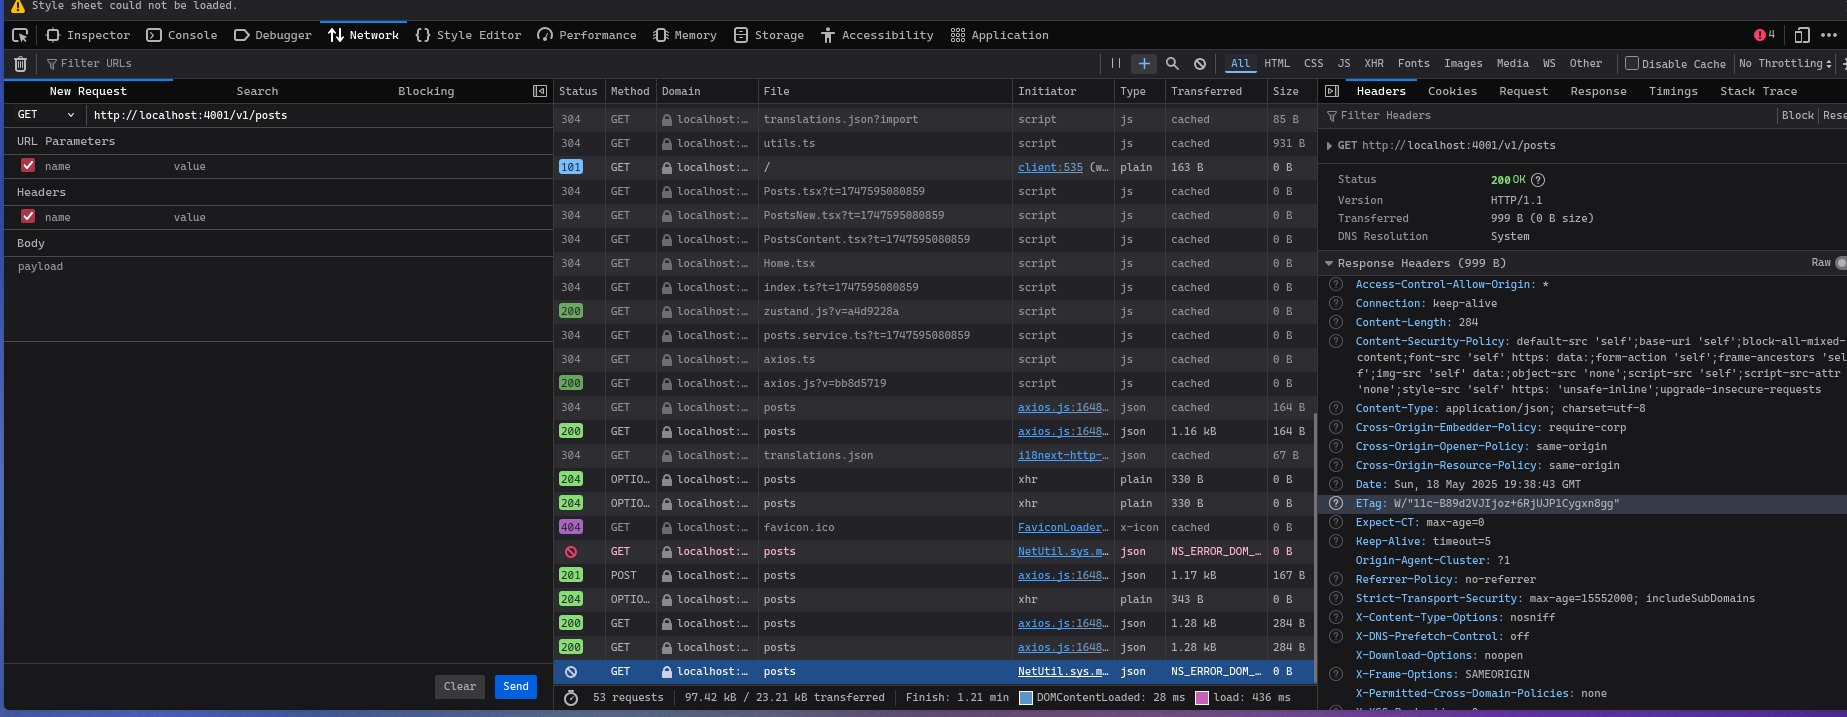 Style sheet could not be loaded.
Inspector Console Debugger Network Style Editor Performance Memory Storage Accessibility Application 4
Filter URLs All HTML CSS JS XHR Fonts Images Media WS Other Disable Cache No Throttling
New Request Search Blocking
GET http://localhost:4001/v1/posts
URL Parameters
name value
Headers
name value
Body
payload
Clear Send
Status Method Domain File Initiator Type Transferred Size
304 GET localhost:… translations.json?import script js cached 85 B
304 GET localhost:… utils.ts script js cached 931 B
101 GET localhost:… / client:535 (w… plain 163 B 0 B
304 GET localhost:… Posts.tsx?t=1747595080859 script js cached 0 B
304 GET localhost:… PostsNew.tsx?t=1747595080859 script js cached 0 B
304 GET localhost:… PostsContent.tsx?t=1747595080859 script js cached 0 B
304 GET localhost:… Home.tsx script js cached 0 B
304 GET localhost:… index.ts?t=1747595080859 script js cached 0 B
200 GET localhost:… zustand.js?v=a4d9228a script js cached 0 B
304 GET localhost:… posts.service.ts?t=1747595080859 script js cached 0 B
304 GET localhost:… axios.ts script js cached 0 B
200 GET localhost:… axios.js?v=bb8d5719 script js cached 0 B
304 GET localhost:… posts axios.js:1648… json cached 164 B
200 GET localhost:… posts axios.js:1648… json 1.16 kB 164 B
304 GET localhost:… translations.json i18next-http-… json cached 67 B
204 OPTIO… localhost:… posts xhr plain 330 B 0 B
204 OPTIO… localhost:… posts xhr plain 330 B 0 B
404 GET localhost:… favicon.ico FaviconLoader… x-icon cached 0 B
GET localhost:… posts NetUtil.sys.m… json NS_ERROR_DOM_… 0 B
201 POST localhost:… posts axios.js:1648… json 1.17 kB 167 B
204 OPTIO… localhost:… posts xhr plain 343 B 0 B
200 GET localhost:… posts axios.js:1648… json 1.28 kB 284 B
200 GET localhost:… posts axios.js:1648… json 1.28 kB 284 B
GET localhost:… posts NetUtil.sys.m… json NS_ERROR_DOM_… 0 B
53 requests 97.42 kB / 23.21 kB transferred Finish: 1.21 min DOMContentLoaded: 28 ms load: 436 ms
Headers Cookies Request Response Timings Stack Trace
Filter Headers Block Rese
GET http://localhost:4001/v1/posts
Status 200 OK
Version HTTP/1.1
Transferred 999 B (0 B size)
DNS Resolution System
Response Headers (999 B) Raw
Access-Control-Allow-Origin: *
Connection: keep-alive
Content-Length: 284
Content-Security-Policy: default-src 'self';base-uri 'self';block-all-mixed-
content;font-src 'self' https: data:;form-action 'self';frame-ancestors 'sel
f';img-src 'self' data:;object-src 'none';script-src 'self';script-src-attr
'none';style-src 'self' https: 'unsafe-inline';upgrade-insecure-requests
Content-Type: application/json; charset=utf-8
Cross-Origin-Embedder-Policy: require-corp
Cross-Origin-Opener-Policy: same-origin
Cross-Origin-Resource-Policy: same-origin
Date: Sun, 18 May 2025 19:38:43 GMT
ETag: W/"11c-B89d2VJIjoz+6RjUJP1Cygxn8gg"
Expect-CT: max-age=0
Keep-Alive: timeout=5
Origin-Agent-Cluster: ?1
Referrer-Policy: no-referrer
Strict-Transport-Security: max-age=15552000; includeSubDomains
X-Content-Type-Options: nosniff
X-DNS-Prefetch-Control: off
X-Download-Options: noopen
X-Frame-Options: SAMEORIGIN
X-Permitted-Cross-Domain-Policies: none